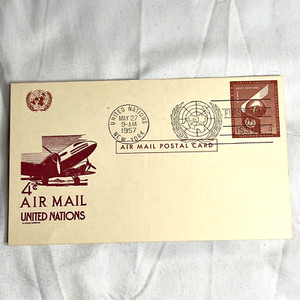 UNITED NATIONS
MAY 27
9-AM
1957
NEW YORK
AIR MAIL POSTAL CARD
4¢
AIR MAIL
UNITED NATIONS